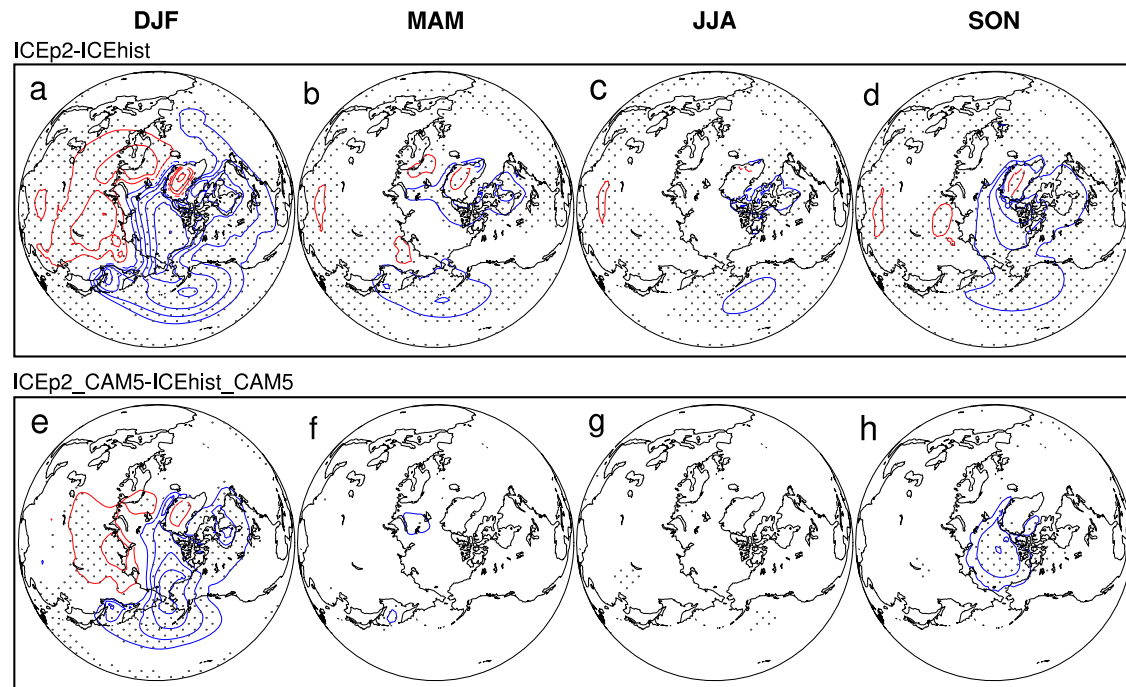 DJF MAM JJA SON
ICEp2-ICEhist
a b c d
ICEp2_CAM5-ICEhist_CAM5
e f g h